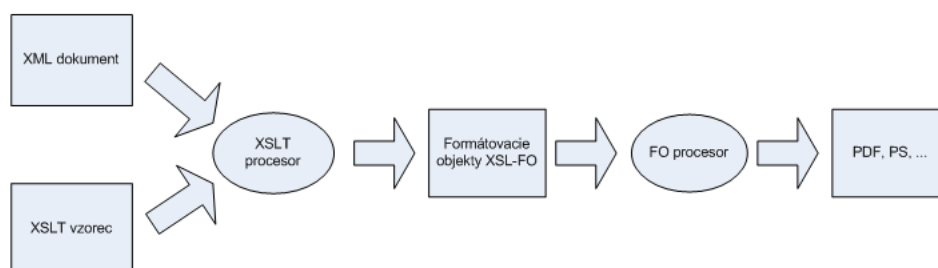 XML dokument
XSLT vzorec
XSLT
procesor
Formátovacie
objekty XSL-FO
FO procesor
PDF, PS, ...